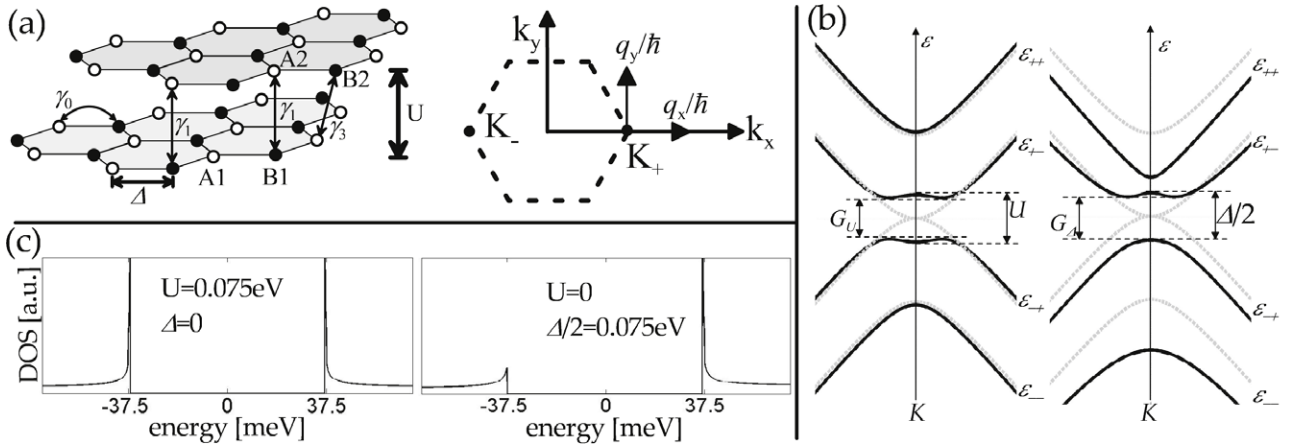 (a)
A2
B2
γ0
γ1
γ1
γ3
U
A1
B1
Δ
ky
qy/ħ
qx/ħ
kx
K-
K+
(b)
ε
ε++
ε+-
GU
U
ε-+
ε--
K
ε
ε++
ε+-
GΔ
Δ/2
ε-+
ε--
K
(c)
DOS [a.u.]
U=0.075eV
Δ=0
-37.5
0
37.5
energy [meV]
U=0
Δ/2=0.075eV
-37.5
0
37.5
energy [meV]